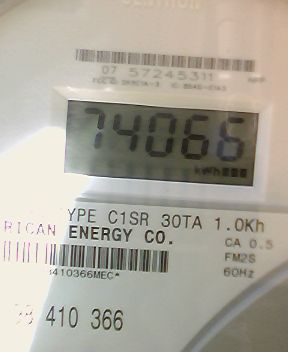 07 57245311
74066
kWh
TYPE C1SR 30TA 1.0Kh
RICAN ENERGY CO.
CA 0.5
FM2S
410366MEC*
60Hz
410 366